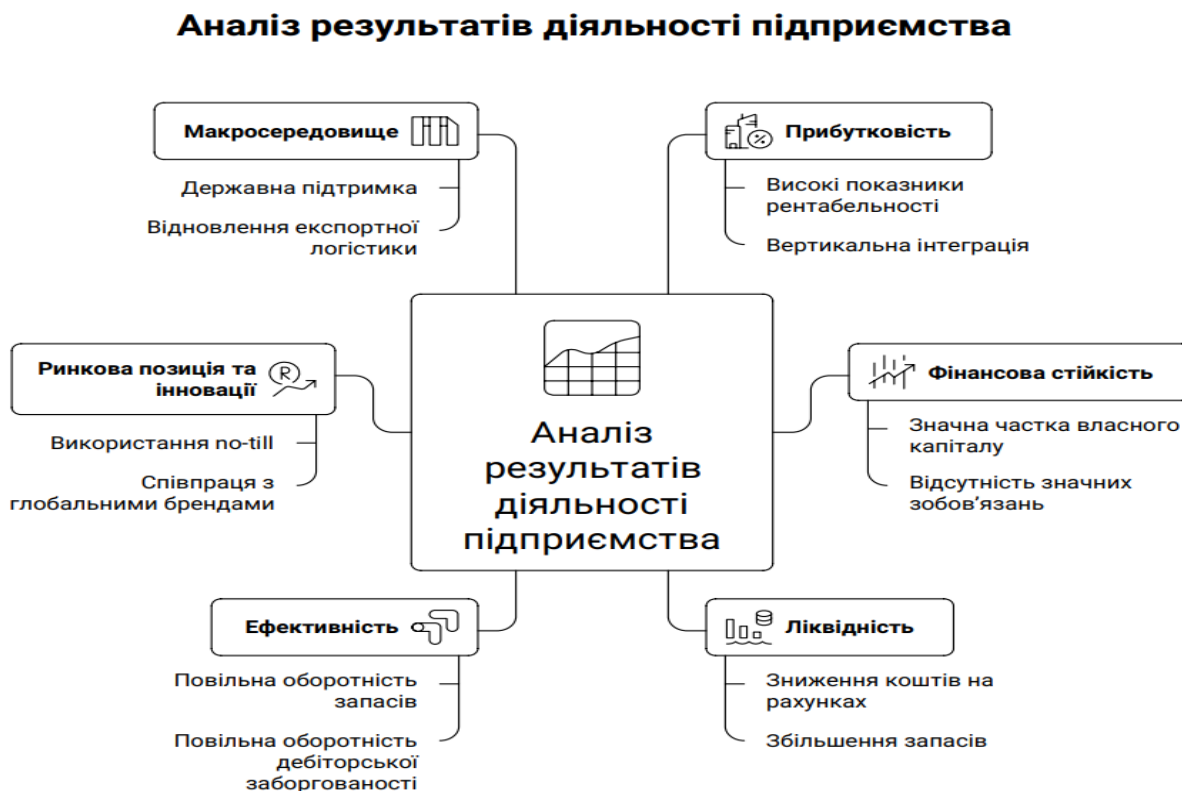 Аналіз результатів діяльності підприємства
Макросередовище
Державна підтримка
Відновлення експортної
логістики
Прибутковість
Високі показники
рентабельності
Вертикальна інтеграція
Ринкова позиція та
інновації
R
Використання no-till
Співпраця з
глобальними брендами
Аналіз
результатів
діяльності
підприємства
Фінансова стійкість
Значна частка власного
капіталу
Відсутність значних
зобов’язань
Ефективність
Повільна оборотність
запасів
Повільна оборотність
дебіторської
заборгованості
Ліквідність
Зниження коштів на
рахунках
Збільшення запасів